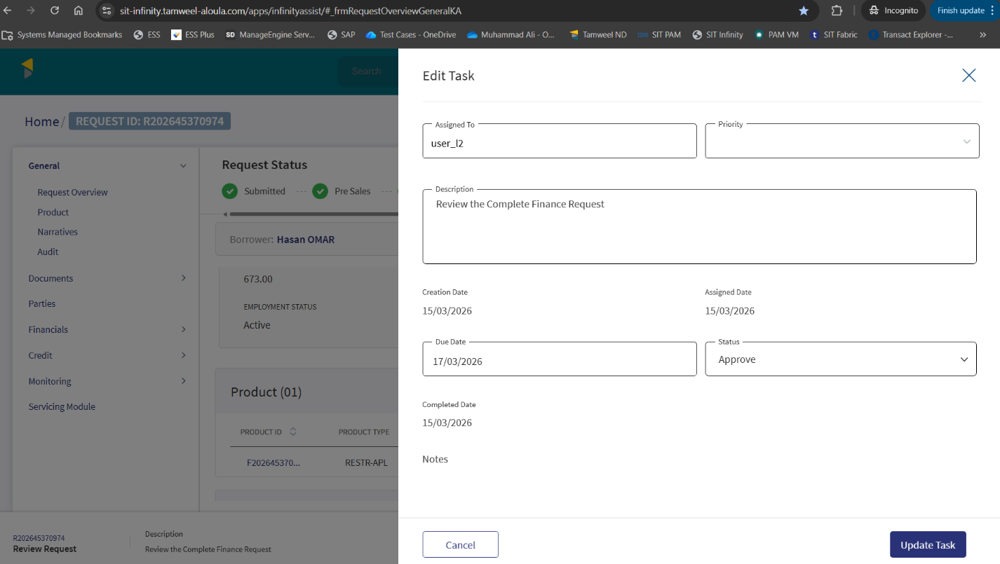 sit-infinity.tamweel-aloula.com/apps/infinityassist/#_frmRequestOverviewGeneralKA
Incognito
Finish update
Systems Managed Bookmarks
ESS
ESS Plus
SD ManageEngine Serv...
SAP
Test Cases - OneDrive
Muhammad Ali - O...
Tamweel ND
IBM SIT PAM
SIT Infinity
PAM VM
t SIT Fabric
Transact Explorer -...
Search
Home/ REQUEST ID: R202645370974
General
Request Overview
Product
Narratives
Audit
Documents
Parties
Financials
Credit
Monitoring
Servicing Module
Request Status
Submitted
Pre Sales
Borrower: Hasan OMAR
673.00
EMPLOYMENT STATUS
Active
Product (01)
PRODUCT ID
PRODUCT TYPE
F202645370...
RESTR-APL
R202645370974
Review Request
Description
Review the Complete Finance Request
Edit Task
Assigned To
user_l2
Priority
Description
Review the Complete Finance Request
Creation Date
15/03/2026
Assigned Date
15/03/2026
Due Date
17/03/2026
Status
Approve
Completed Date
15/03/2026
Notes
Cancel
Update Task